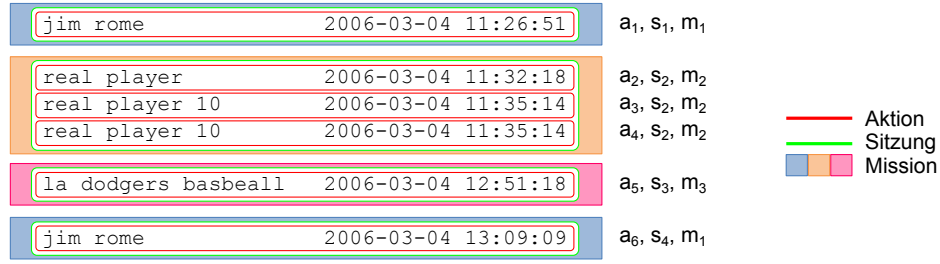 jim rome 2006-03-04 11:26:51 a₁, s₁, m₁
real player 2006-03-04 11:32:18 a₂, s₂, m₂
real player 10 2006-03-04 11:35:14 a₃, s₂, m₂
real player 10 2006-03-04 11:35:14 a₄, s₂, m₂
la dodgers basbeall 2006-03-04 12:51:18 a₅, s₃, m₃
jim rome 2006-03-04 13:09:09 a₆, s₄, m₁
Aktion
Sitzung
Mission